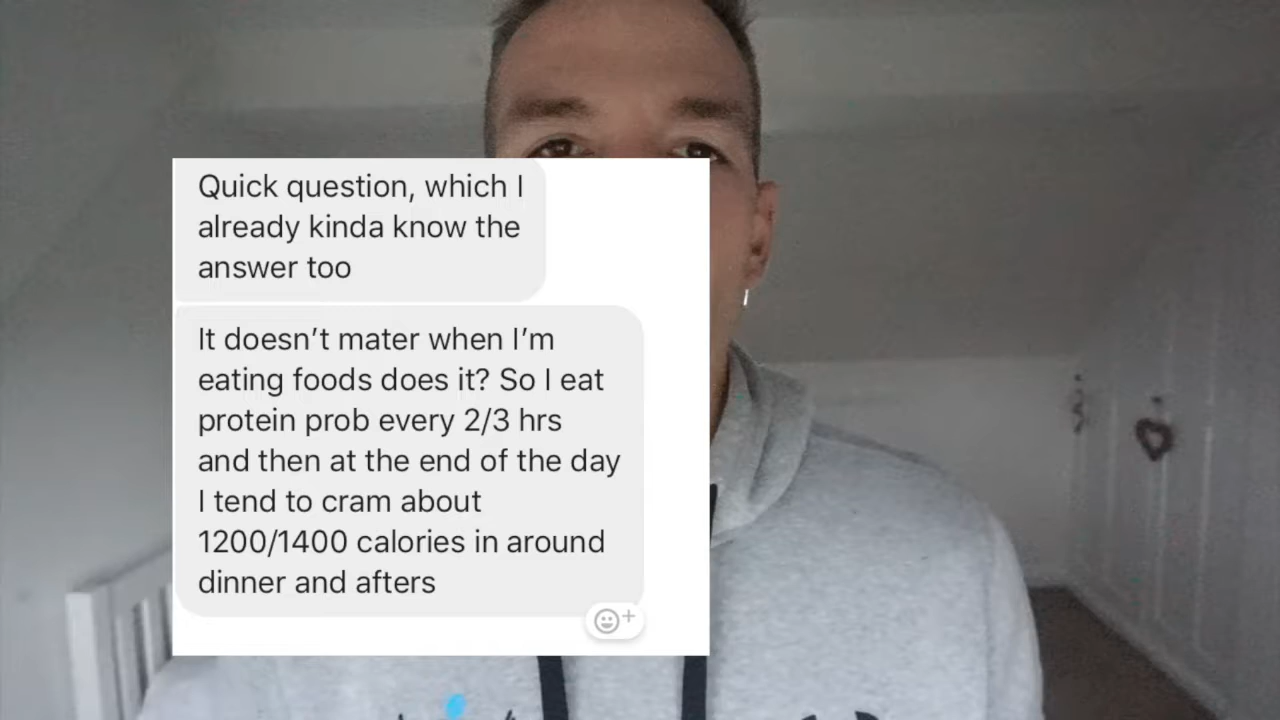 Quick question, which I
already kinda know the
answer too
It doesn’t mater when I’m
eating foods does it? So I eat
protein prob every 2/3 hrs
and then at the end of the day
I tend to cram about
1200/1400 calories in around
dinner and afters